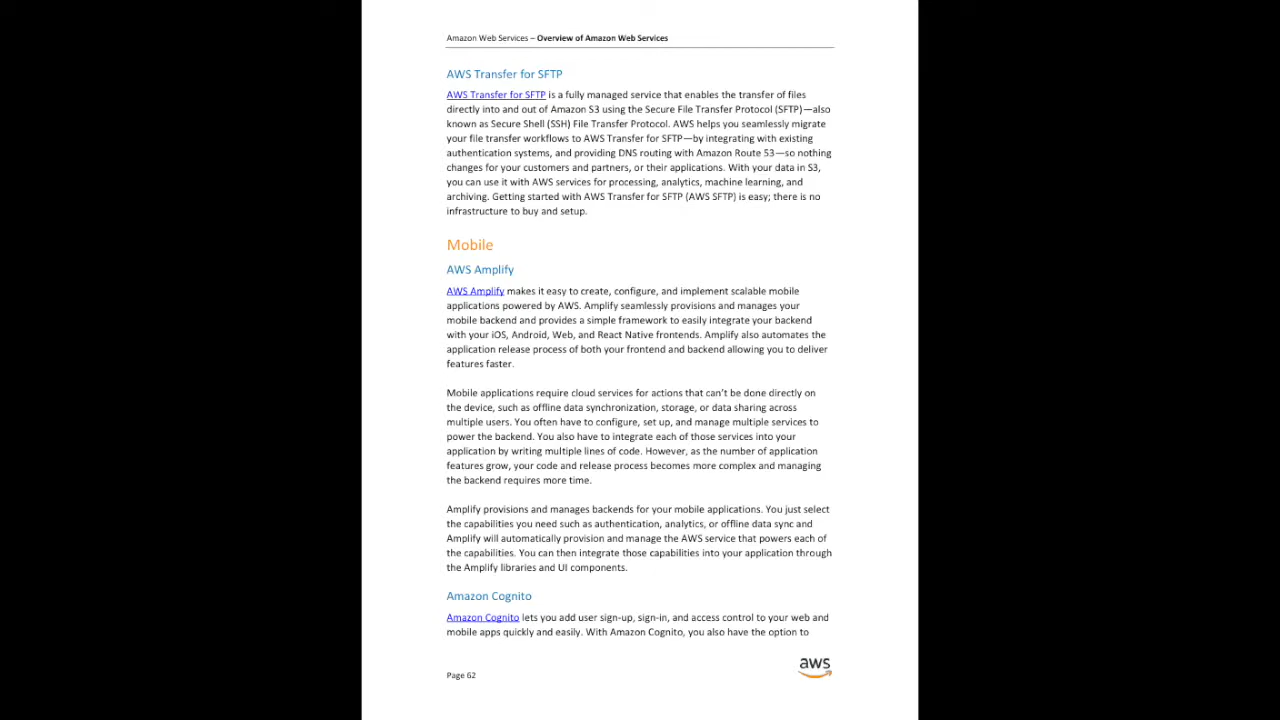 Amazon Web Services – Overview of Amazon Web Services
AWS Transfer for SFTP
AWS Transfer for SFTP is a fully managed service that enables the transfer of files
directly into and out of Amazon S3 using the Secure File Transfer Protocol (SFTP)—also
known as Secure Shell (SSH) File Transfer Protocol. AWS helps you seamlessly migrate
your file transfer workflows to AWS Transfer for SFTP—by integrating with existing
authentication systems, and providing DNS routing with Amazon Route 53—so nothing
changes for your customers and partners, or their applications. With your data in S3,
you can use it with AWS services for processing, analytics, machine learning, and
archiving. Getting started with AWS Transfer for SFTP (AWS SFTP) is easy; there is no
infrastructure to buy and setup.
Mobile
AWS Amplify
AWS Amplify makes it easy to create, configure, and implement scalable mobile
applications powered by AWS. Amplify seamlessly provisions and manages your
mobile backend and provides a simple framework to easily integrate your backend
with your iOS, Android, Web, and React Native frontends. Amplify also automates the
application release process of both your frontend and backend allowing you to deliver
features faster.
Mobile applications require cloud services for actions that can't be done directly on
the device, such as offline data synchronization, storage, or data sharing across
multiple users. You often have to configure, set up, and manage multiple services to
power the backend. You also have to integrate each of those services into your
application by writing multiple lines of code. However, as the number of application
features grow, your code and release process becomes more complex and managing
the backend requires more time.
Amplify provisions and manages backends for your mobile applications. You just select
the capabilities you need such as authentication, analytics, or offline data sync and
Amplify will automatically provision and manage the AWS service that powers each of
the capabilities. You can then integrate those capabilities into your application through
the Amplify libraries and UI components.
Amazon Cognito
Amazon Cognito lets you add user sign-up, sign-in, and access control to your web and
mobile apps quickly and easily. With Amazon Cognito, you also have the option to
aws
Page 62